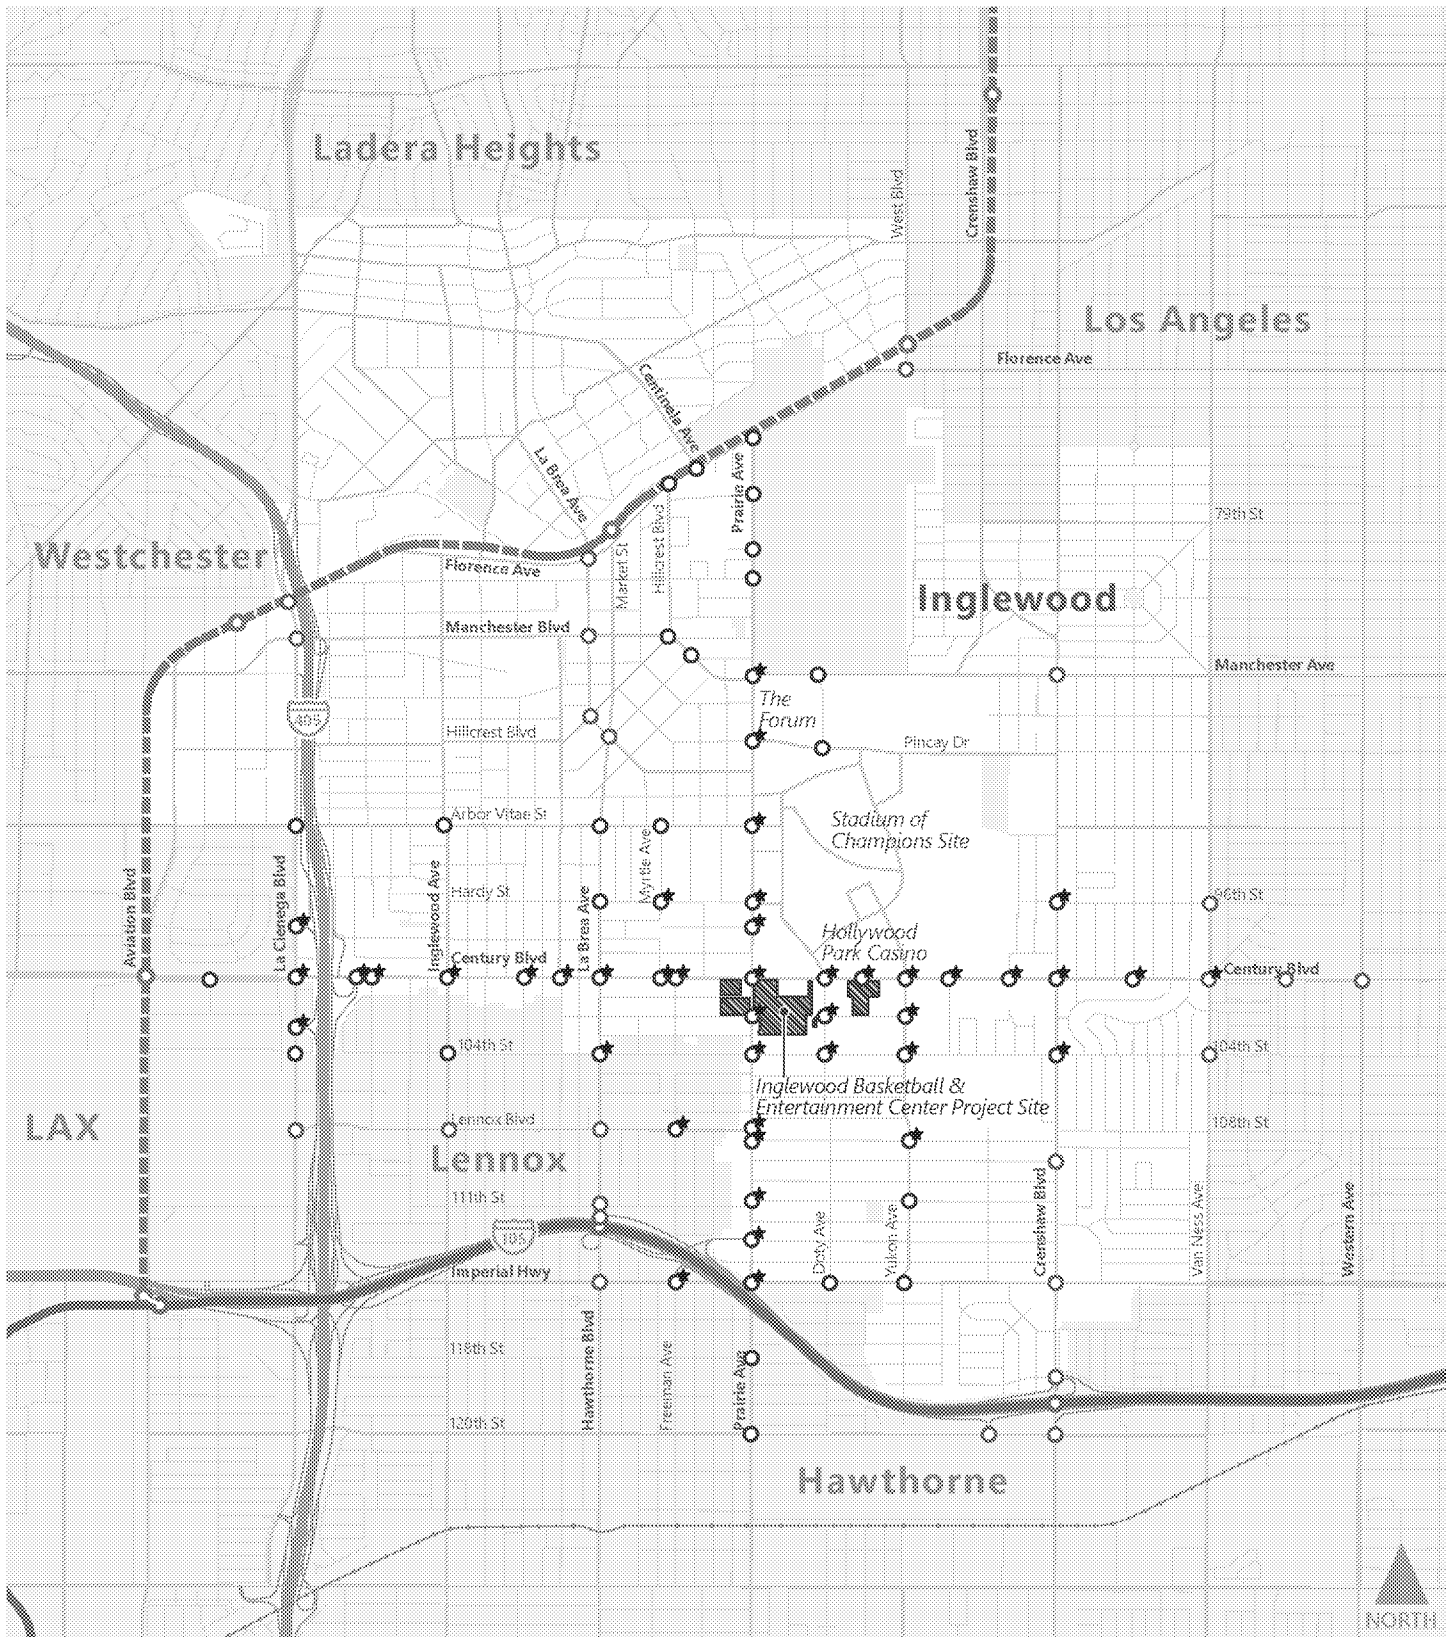 Ladera Heights
Crenshaw Blvd
West Blvd
Los Angeles
Florence Ave
Centinela Ave
La Brea Ave
Prairie Ave
Hillcrest Blvd
Market St
79th St
Westchester
Florence Ave
Inglewood
Manchester Blvd
Manchester Ave
The
Forum
405
Hillcrest Blvd
Pincay Dr
Arbor Vitae St
Stadium of
Champions Site
Myrtle Ave
Aviation Blvd
La Cienega Blvd
Inglewood Ave
Hardy St
La Brea Ave
96th St
Hollywood
Park Casino
Century Blvd
Century Blvd
104th St
104th St
Inglewood Basketball &
Entertainment Center Project Site
LAX
Lennox Blvd
108th St
Lennox
111th St
Crenshaw Blvd
Doty Ave
Yukon Ave
Van Ness Ave
Western Ave
105
Imperial Hwy
Hawthorne Blvd
118th St
Freeman Ave
Prairie Ave
120th St
Hawthorne
NORTH